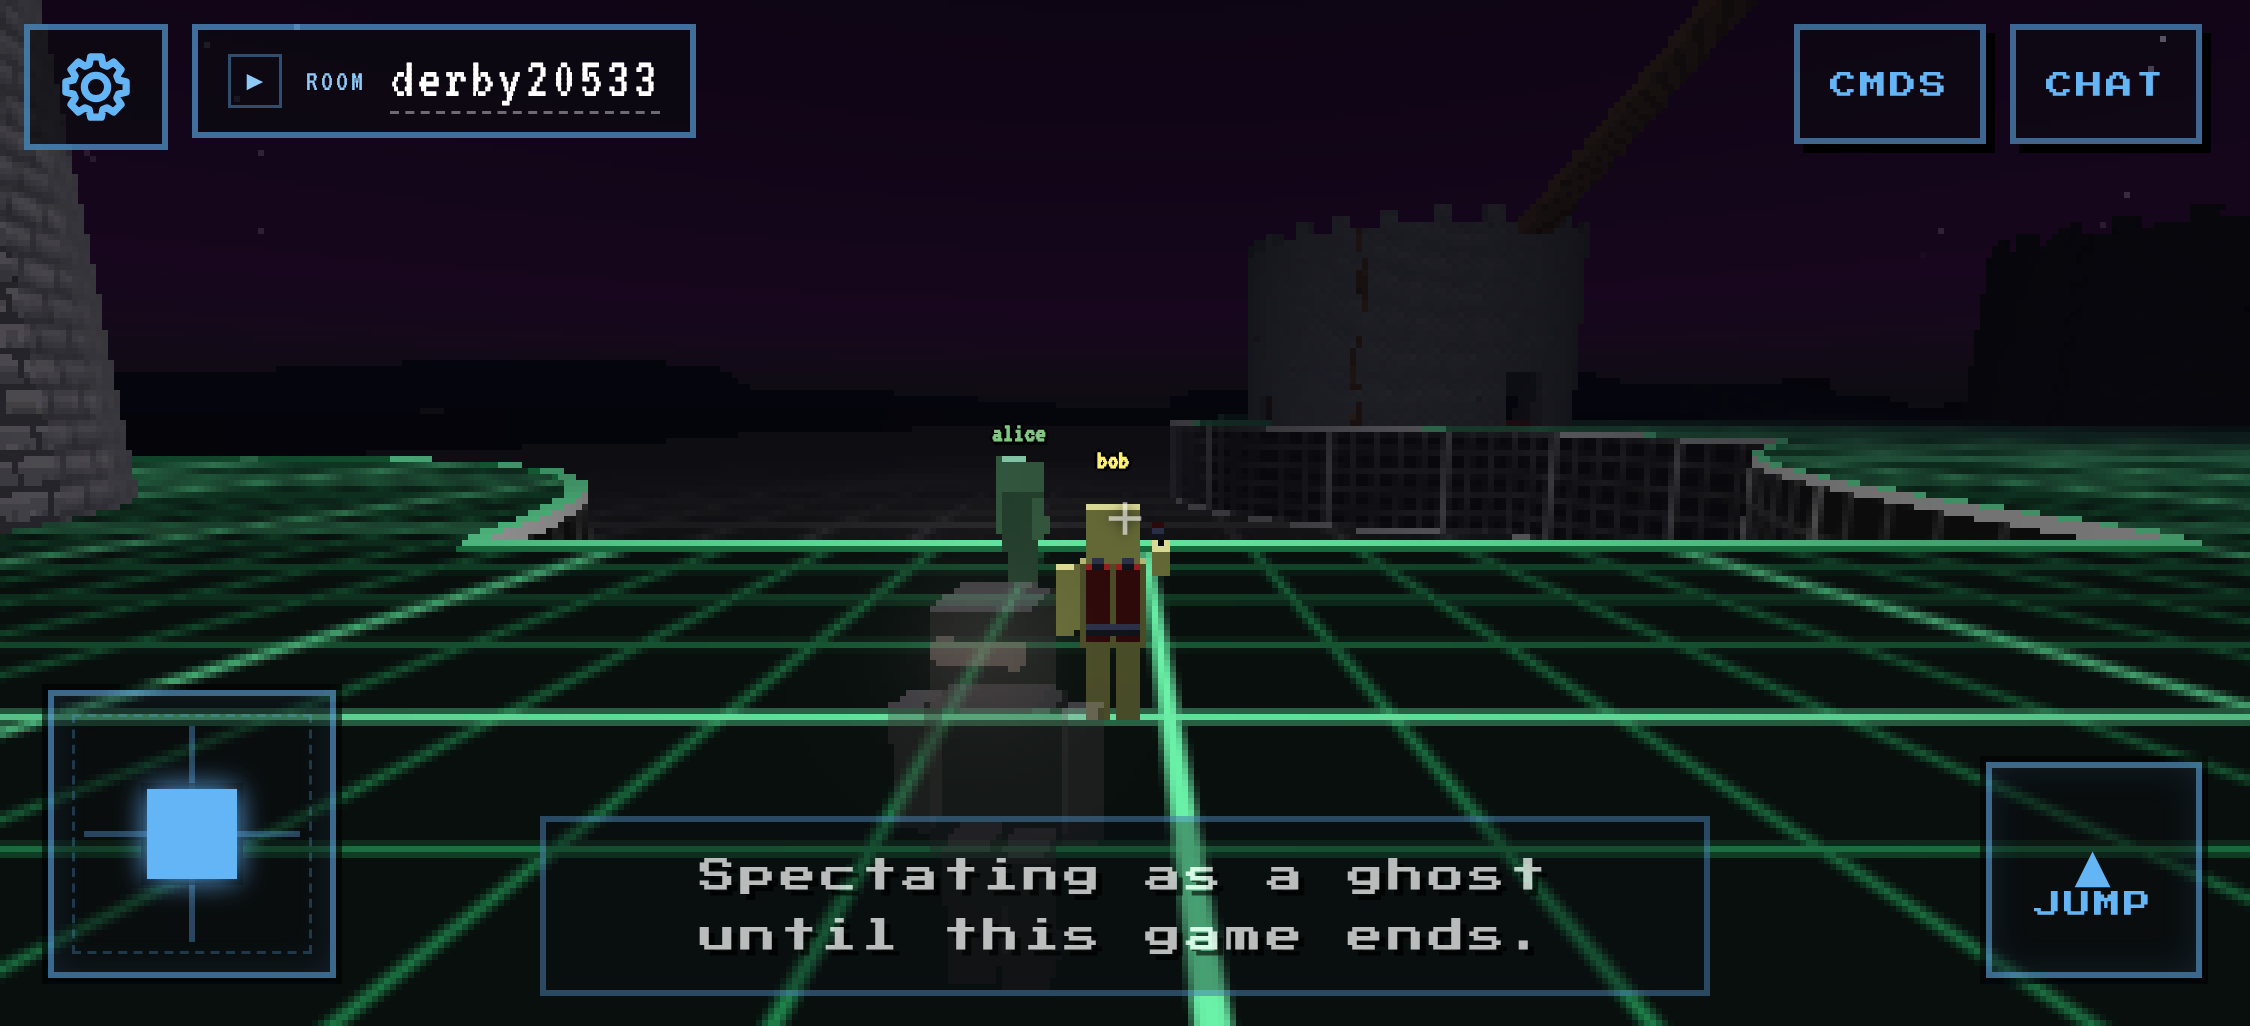 ROOM derby20533
CMDS
CHAT
alice
bob
Spectating as a ghost
until this game ends.
JUMP